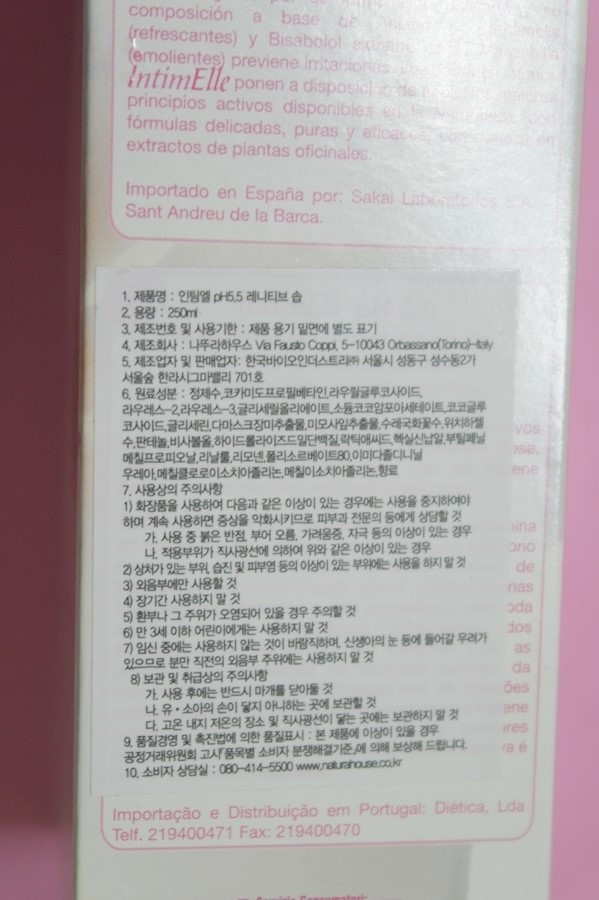 composición a base de
(refrescantes) y Bisabolol
(emolientes) previene irritaciones.
IntimElle ponen a disposición de
principios activos disponibles en la Naturaleza, con
fórmulas delicadas, puras y eficaces, en
extractos de plantas oficinales.
Importado en España por: Sakai Laboratorios S.A.
Sant Andreu de la Barca.
1. 제품명 : 인팀엘 pH5,5 레니티브 솝
2. 용량 : 250ml
3. 제조번호 및 사용기한 : 제품 용기 밑면에 별도 표기
4. 제조회사 : 나뚜라하우스 Via Fausto Coppi, 5-10043 Orbassano(Torino)-Italy
5. 제조업자 및 판매업자: 한국바이오인더스트리㈜ 서울시 성동구 성수동2가
서울숲 한라시그마밸리 701호
6. 원료성분 : 정제수,코카미도프로필베타인,라우릴글루코사이드,
라우레스-2,라우레스-3,글리세릴올리에이트,소듐코코암포아세테이트,코코글루
코사이드,글리세린,다마스크장미추출물,미모사잎추출물,수레국화꽃수,위치하젤
수,판테놀,비사볼올,하이드롤라이즈드밀단백질,락틱애씨드,헥실신남알,부틸페닐
메칠프로피오날,리날룰,리모넨,폴리소르베이트80,이미다졸디니닐
우레아,메칠클로로이소치아졸리논,메칠이소치아졸리논,향료
7. 사용상의 주의사항
1) 화장품을 사용하여 다음과 같은 이상이 있는 경우에는 사용을 중지하여야
하며 계속 사용하면 증상을 악화시키므로 피부과 전문의 등에게 상담할 것
가. 사용 중 붉은 반점, 부어 오름, 가려움증, 자극 등의 이상이 있는 경우
나. 적용부위가 직사광선에 의하여 위와 같은 이상이 있는 경우
2) 상처가 있는 부위, 습진 및 피부염 등의 이상이 있는 부위에는 사용을 하지 말 것
3) 외음부에만 사용할 것
4) 장기간 사용하지 말 것
5) 환부나 그 주위가 오염되어 있을 경우 주의할 것
6) 만 3세 이하 어린이에게는 사용하지 말 것
7) 임신 중에는 사용하지 않는 것이 바람직하며, 신생아의 눈 등에 들어갈 우려가
있으므로 분만 직전의 외음부 주위에는 사용하지 말 것
8) 보관 및 취급상의 주의사항
가. 사용 후에는 반드시 마개를 닫아둘 것
나. 유·소아의 손이 닿지 아니하는 곳에 보관할 것
다. 고온 내지 저온의 장소 및 직사광선이 닿는 곳에는 보관하지 말 것
9. 품질경영 및 촉진법에 의한 품질표시 : 본 제품에 이상이 있을 경우
공정거래위원회 고시｢품목별 소비자 분쟁해결기준｣에 의해 보상해 드립니다.
10. 소비자 상담실 : 080-414-5500 www.naturahouse.co.kr
Importação e Distribuição em Portugal: Diética, Lda
Telf. 219400471 Fax: 219400470